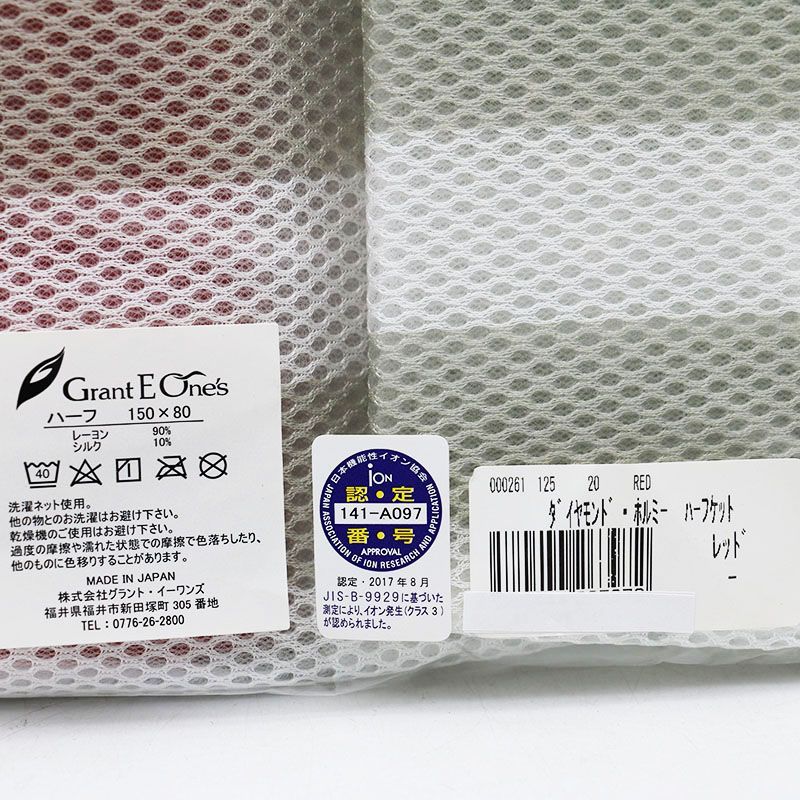 Grant E One's
ハーフ 150×80
レーヨン 90%
シルク 10%
40
洗濯ネット使用。
他の物とのお洗濯はお避け下さい。
乾燥機のご使用はお避け下さい。
過度の摩擦や濡れた状態での摩擦で色落ちしたり、
他のものに色移りすることがあります。
MADE IN JAPAN
株式会社グラント・イーワンズ
福井県福井市新田塚町 305 番地
TEL : 0776-26-2800
日本機能性イオン協会
ion
認・定
141-A097
番・号
APPROVAL
JAPAN ASSOCIATION OF ION RESEARCH AND APPLICATION
認定・2017年8月
JIS-B-9929に基づいた
測定により、イオン発生(クラス3)
が認められました。
000261 125 20 RED
ダイヤモンド・ホルミー ハーフケット
レッド